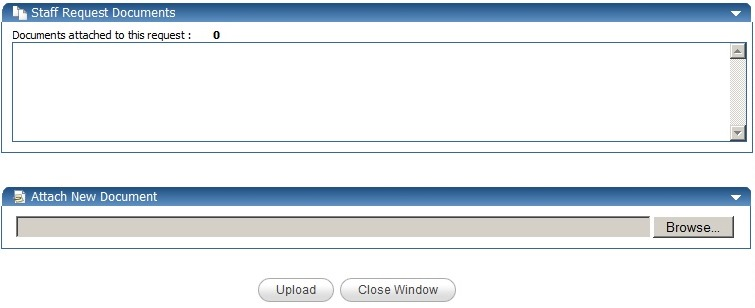 Staff Request Documents
Documents attached to this request : 0
Attach New Document
Browse...
Upload Close Window